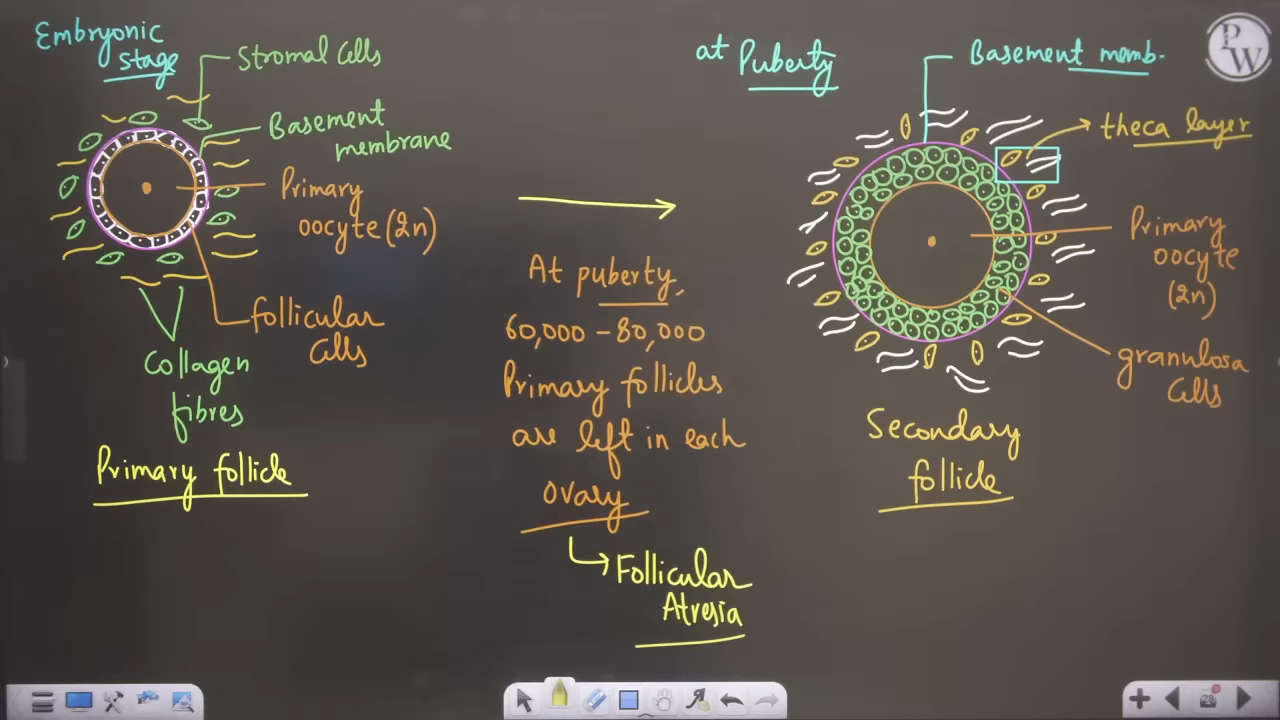 Embryonic
stage
Stromal Cells
Basement
membrane
Primary
oocyte (2n)
follicular
Cells
Collagen
fibres
Primary follicle
At puberty,
60,000 - 80,000
Primary follicles
are left in each
ovary
Follicular
Atresia
at Puberty
Basement memb.
theca layer
Primary
oocyte
(2n)
granulosa
Cells
Secondary
follicle
PW